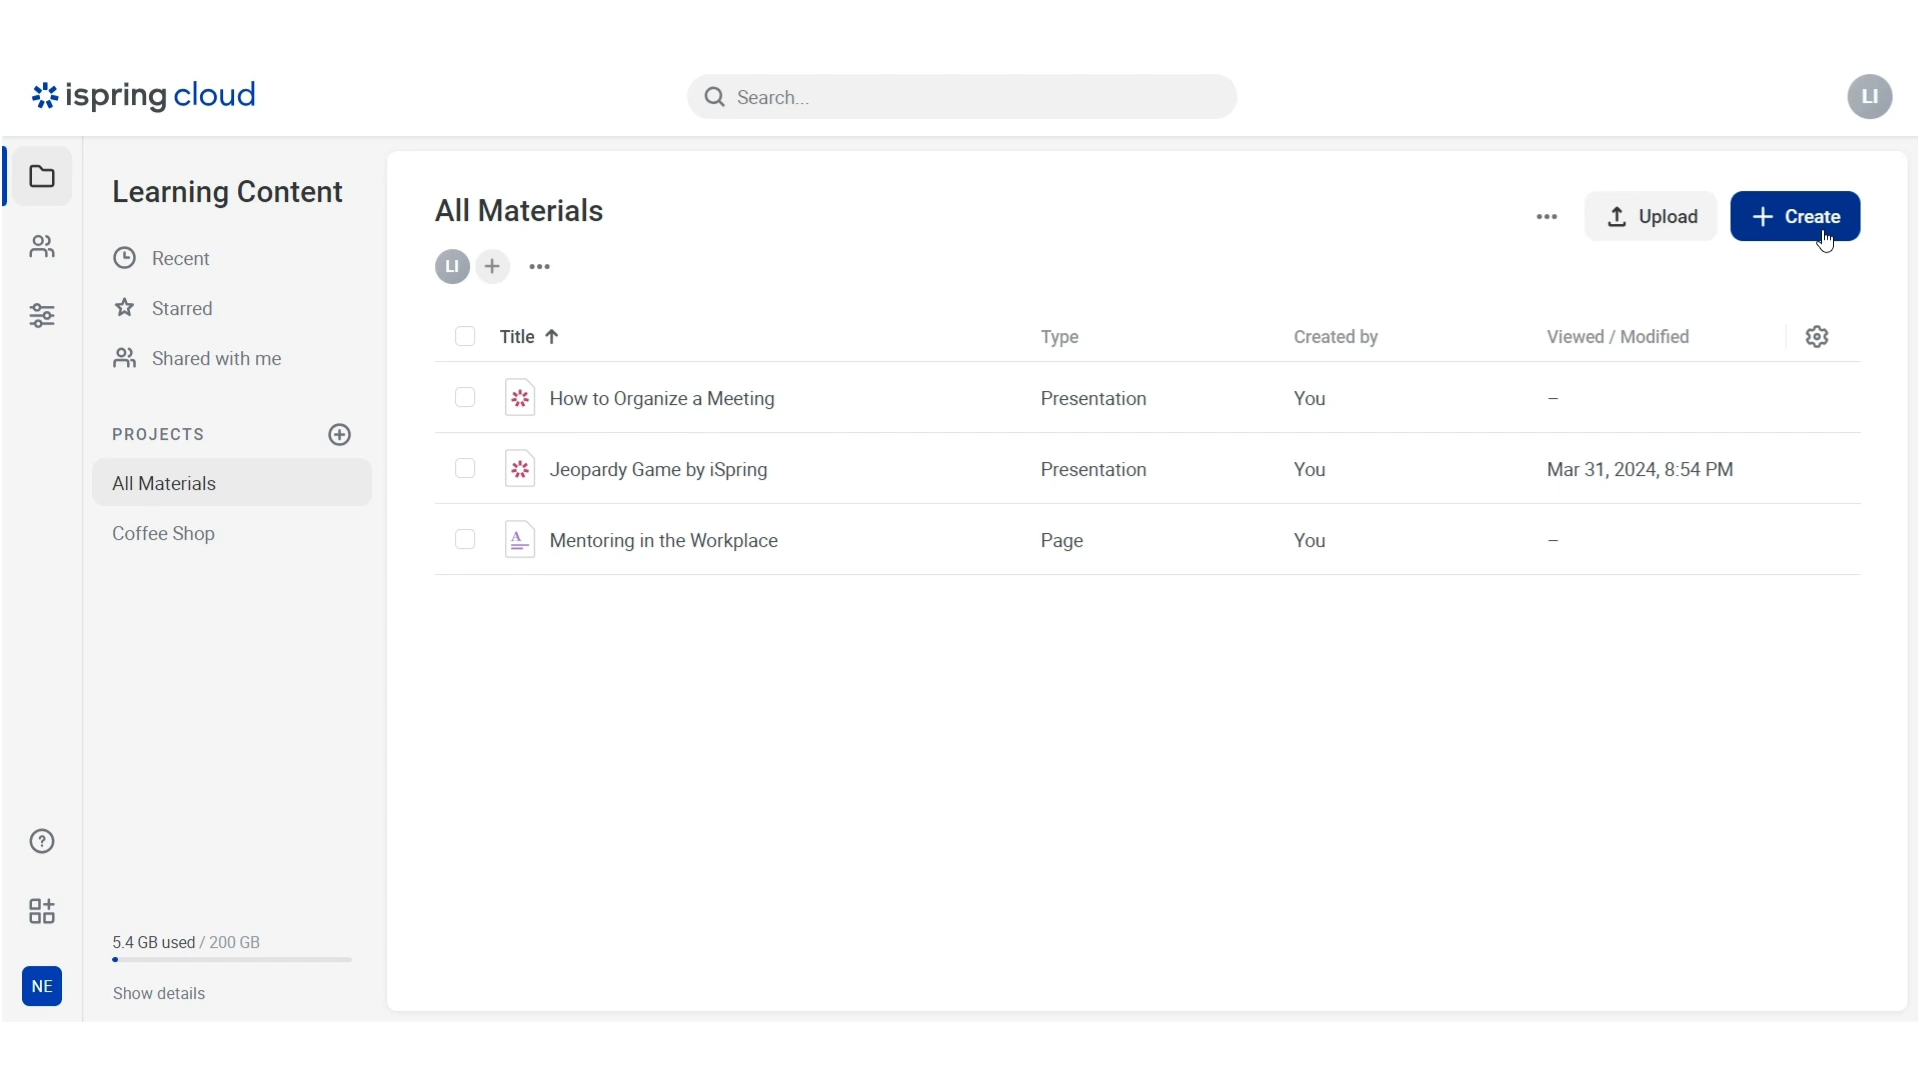 ispring cloud
Search...
LI
Learning Content
Recent
Starred
Shared with me
PROJECTS
All Materials
Coffee Shop
5.4 GB used / 200 GB
Show details
NE
All Materials
Upload
Create
LI
Title Type Created by Viewed / Modified
How to Organize a Meeting Presentation You –
Jeopardy Game by iSpring Presentation You Mar 31, 2024, 8:54 PM
A Mentoring in the Workplace Page You –